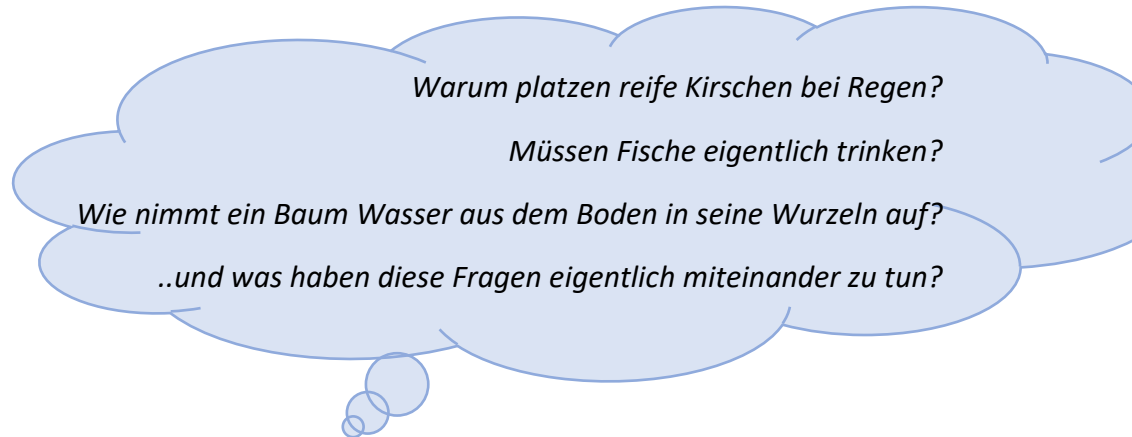 Warum platzen reife Kirschen bei Regen?
Müssen Fische eigentlich trinken?
Wie nimmt ein Baum Wasser aus dem Boden in seine Wurzeln auf?
..und was haben diese Fragen eigentlich miteinander zu tun?